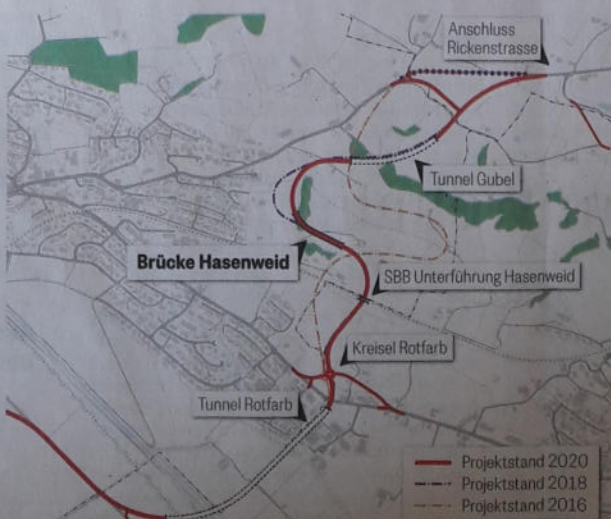 Anschluss
Rickenstrasse
Tunnel Gubel
Brücke Hasenweid
SBB Unterführung Hasenweid
Kreisel Rotfarb
Tunnel Rotfarb
Projektstand 2020
Projektstand 2018
Projektstand 2016